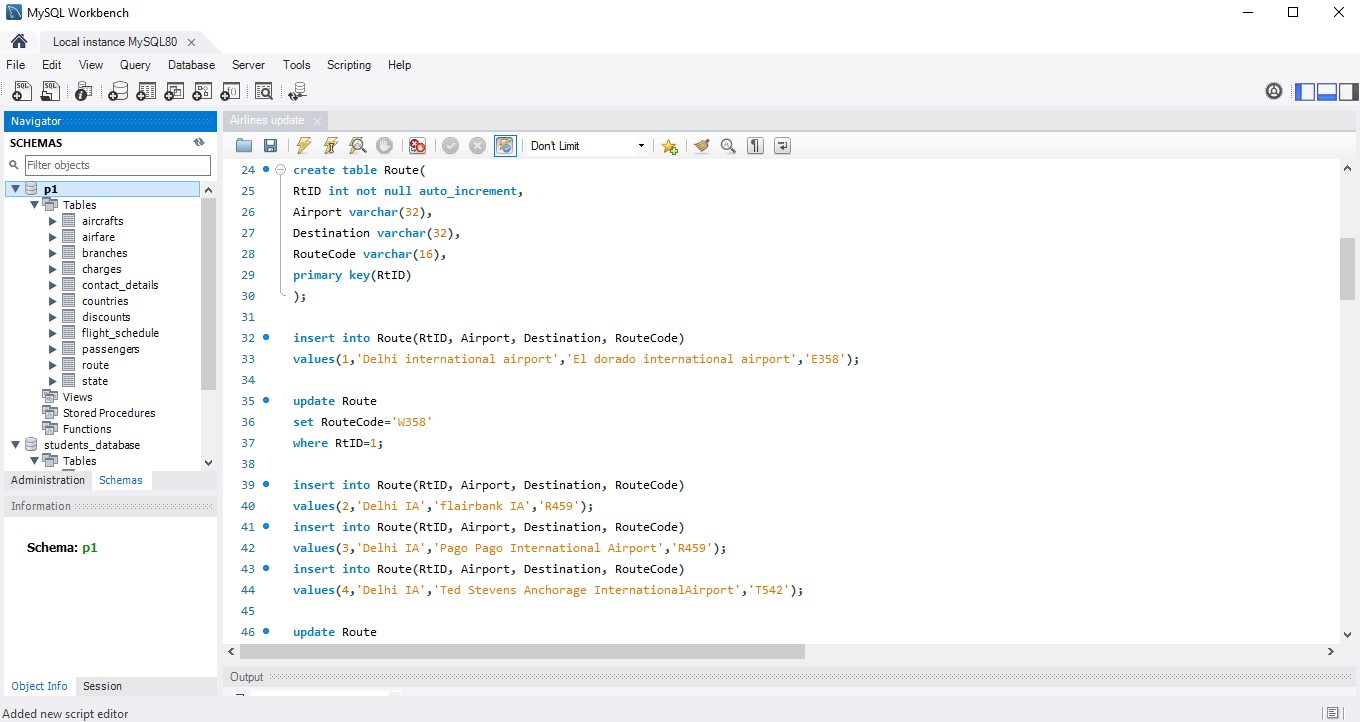 MySQL Workbench
Local instance MySQL80
File Edit View Query Database Server Tools Scripting Help
Navigator
SCHEMAS
Filter objects
p1
Tables
aircrafts
airfare
branches
charges
contact_details
countries
discounts
flight_schedule
passengers
route
state
Views
Stored Procedures
Functions
students_database
Tables
Administration Schemas
Information
Schema: p1
Object Info Session
Airlines update
Don't Limit
24 create table Route(
25 RtID int not null auto_increment,
26 Airport varchar(32),
27 Destination varchar(32),
28 RouteCode varchar(16),
29 primary key(RtID)
30 );
31
32 insert into Route(RtID, Airport, Destination, RouteCode)
33 values(1,'Delhi international airport','El dorado international airport','E358');
34
35 update Route
36 set RouteCode='W358'
37 where RtID=1;
38
39 insert into Route(RtID, Airport, Destination, RouteCode)
40 values(2,'Delhi IA','flairbank IA','R459');
41 insert into Route(RtID, Airport, Destination, RouteCode)
42 values(3,'Delhi IA','Pago Pago International Airport','R459');
43 insert into Route(RtID, Airport, Destination, RouteCode)
44 values(4,'Delhi IA','Ted Stevens Anchorage InternationalAirport','T542');
45
46 update Route
Output
Added new script editor